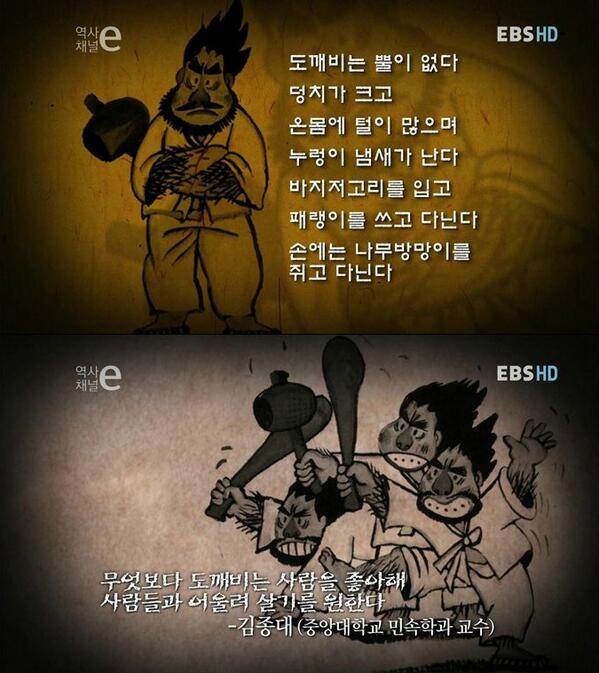 역사
채널 e
EBS HD
도깨비는 뿔이 없다
덩치가 크고
온몸에 털이 많으며
누렁이 냄새가 난다
바지저고리를 입고
패랭이를 쓰고 다닌다
손에는 나무방망이를
쥐고 다닌다
역사
채널 e
EBS HD
무엇보다 도깨비는 사람을 좋아해
사람들과 어울려 살기를 원한다
-김종대 (중앙대학교 민속학과 교수)